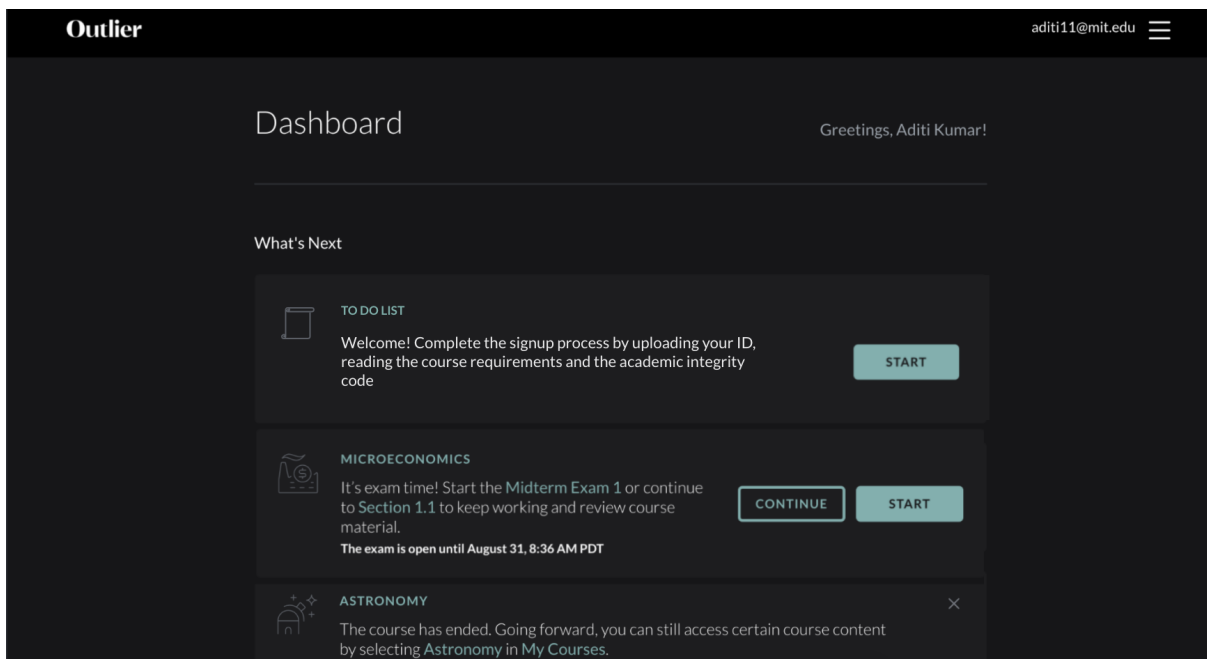 Outlier
aditi11@mit.edu
Dashboard
Greetings, Aditi Kumar!
What's Next
TO DO LIST
Welcome! Complete the signup process by uploading your ID,
reading the course requirements and the academic integrity
code
START
MICROECONOMICS
It's exam time! Start the Midterm Exam 1 or continue
to Section 1.1 to keep working and review course
material.
The exam is open until August 31, 8:36 AM PDT
CONTINUE
START
ASTRONOMY
The course has ended. Going forward, you can still access certain course content
by selecting Astronomy in My Courses.